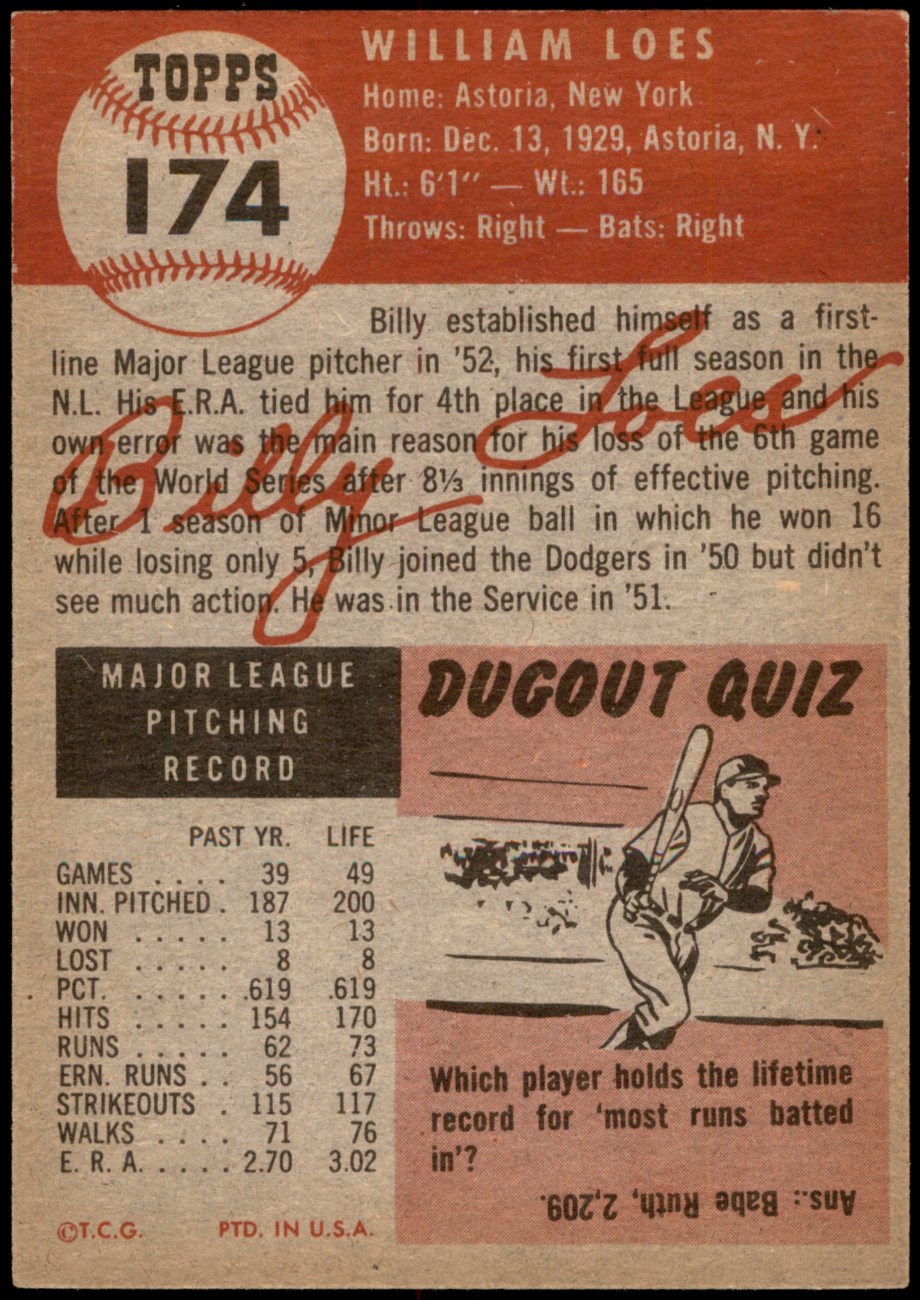 TOPPS
174
WILLIAM LOES
Home: Astoria, New York
Born: Dec. 13, 1929, Astoria, N. Y.
Ht.: 6'1" — Wt.: 165
Throws: Right — Bats: Right
Billy established himself as a first-
line Major League pitcher in '52, his first full season in the
N.L. His E.R.A. tied him for 4th place in the League and his
own error was the main reason for his loss of the 6th game
of the World Series after 8⅓ innings of effective pitching.
After 1 season of Minor League ball in which he won 16
while losing only 5, Billy joined the Dodgers in '50 but didn't
see much action. He was in the Service in '51.
Billy Loes
MAJOR LEAGUE
PITCHING
RECORD
PAST YR. LIFE
GAMES . . . . 39 49
INN. PITCHED . 187 200
WON . . . . . 13 13
LOST . . . . . 8 8
PCT. . . . . . .619 .619
HITS . . . . . 154 170
RUNS . . . . . 62 73
ERN. RUNS . . 56 67
STRIKEOUTS . 115 117
WALKS . . . . 71 76
E. R. A. . . . . 2.70 3.02
©T.C.G. PTD. IN U.S.A.
DUGOUT QUIZ
Which player holds the lifetime
record for 'most runs batted
in'?
Ans.: Babe Ruth, 2,209.